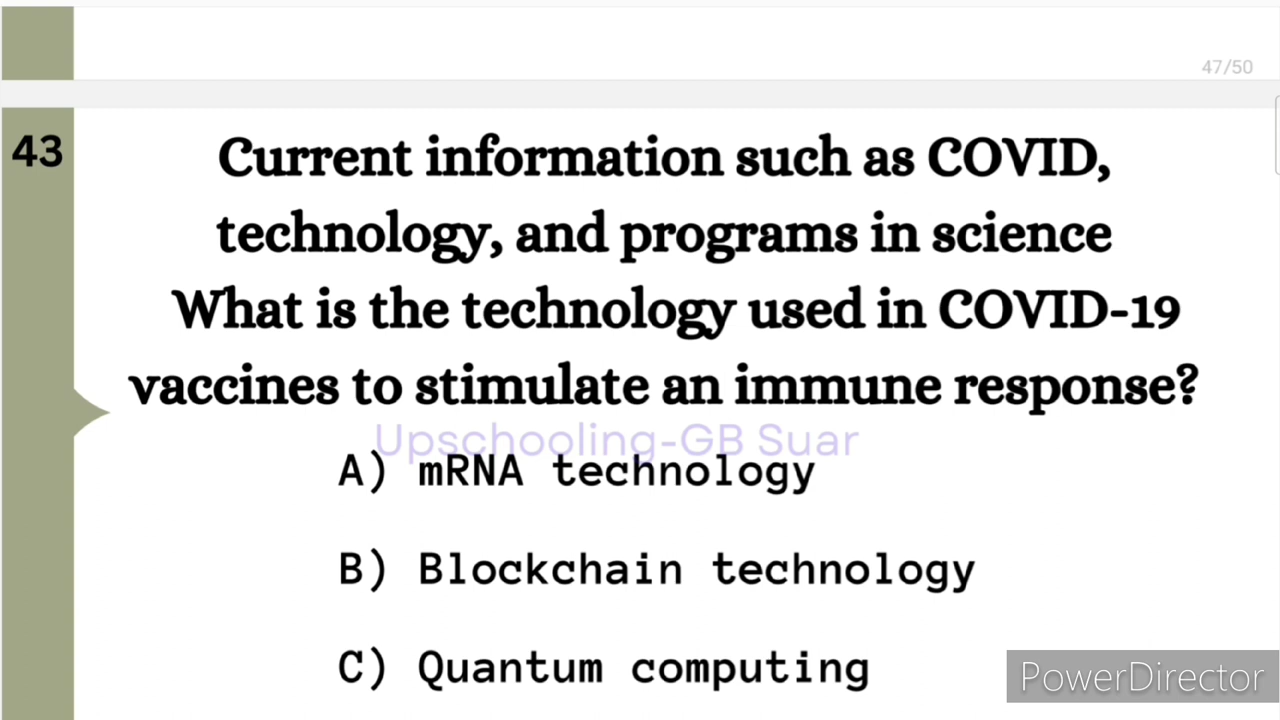 47/50
43
Current information such as COVID,
technology, and programs in science
What is the technology used in COVID-19
vaccines to stimulate an immune response?
Upschooling-GB Suar
A) mRNA technology
B) Blockchain technology
C) Quantum computing
PowerDirector